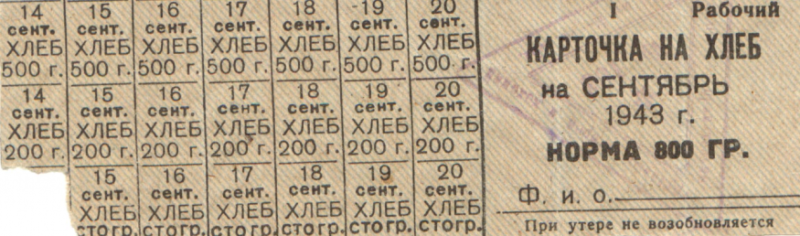 14 15 16 17 18 19 20
сент. сент. сент. сент. сент. сент. сент.
ХЛЕБ ХЛЕБ ХЛЕБ ХЛЕБ ХЛЕБ ХЛЕБ ХЛЕБ
500 г. 500 г. 500 г. 500 г. 500 г. 500 г. 500 г.
14 15 16 17 18 19 20
сент. сент. сент. сент. сент. сент. сент.
ХЛЕБ ХЛЕБ ХЛЕБ ХЛЕБ ХЛЕБ ХЛЕБ ХЛЕБ
200 г. 200 г. 200 г. 200 г. 200 г. 200 г. 200 г.
15 16 17 18 19 20
сент. сент. сент. сент. сент. сент.
ХЛЕБ ХЛЕБ ХЛЕБ ХЛЕБ ХЛЕБ ХЛЕБ
СТО ГР. СТО ГР. СТО ГР. СТО ГР. СТО ГР. СТО ГР.
I Рабочий
КАРТОЧКА НА ХЛЕБ
на СЕНТЯБРЬ
1943 г.
НОРМА 800 ГР.
Ф. и о.
При утере не возобновляется